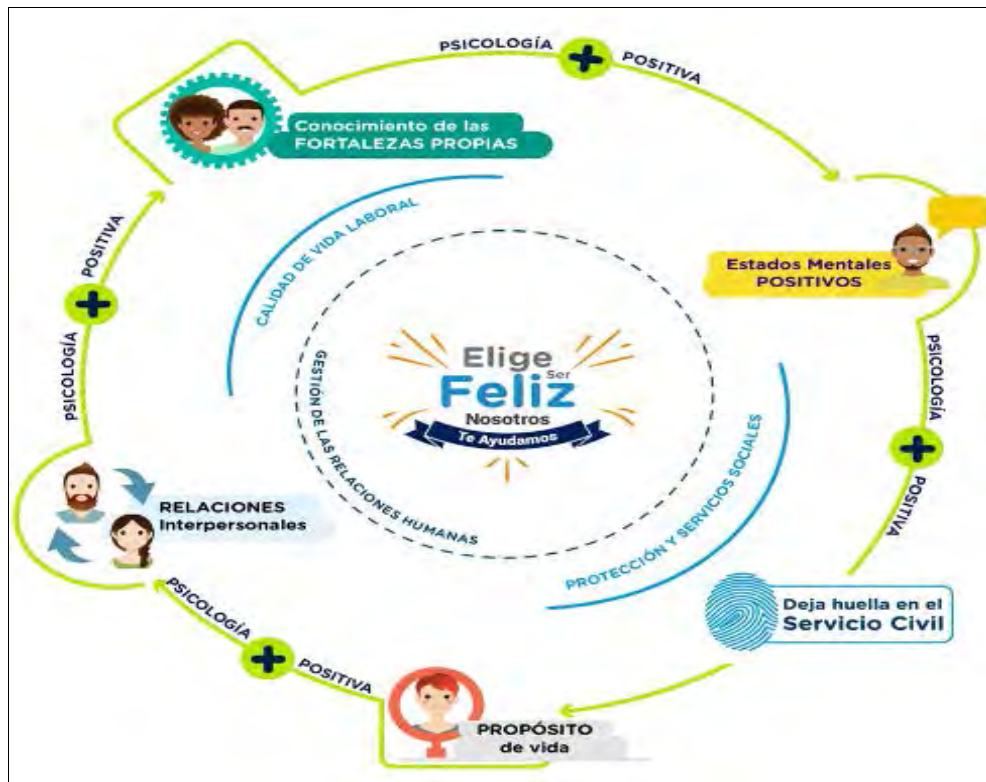 PSICOLOGÍA + POSITIVA
Conocimiento de las
FORTALEZAS PROPIAS
Estados Mentales
POSITIVOS
PSICOLOGÍA + POSITIVA
Deja huella en el
Servicio Civil
PROPÓSITO
de vida
PSICOLOGÍA + POSITIVA
RELACIONES
Interpersonales
PSICOLOGÍA + POSITIVA
CALIDAD DE VIDA LABORAL
PROTECCIÓN Y SERVICIOS SOCIALES
GESTIÓN DE LAS RELACIONES HUMANAS
Elige
Ser
Feliz
Nosotros
Te Ayudamos